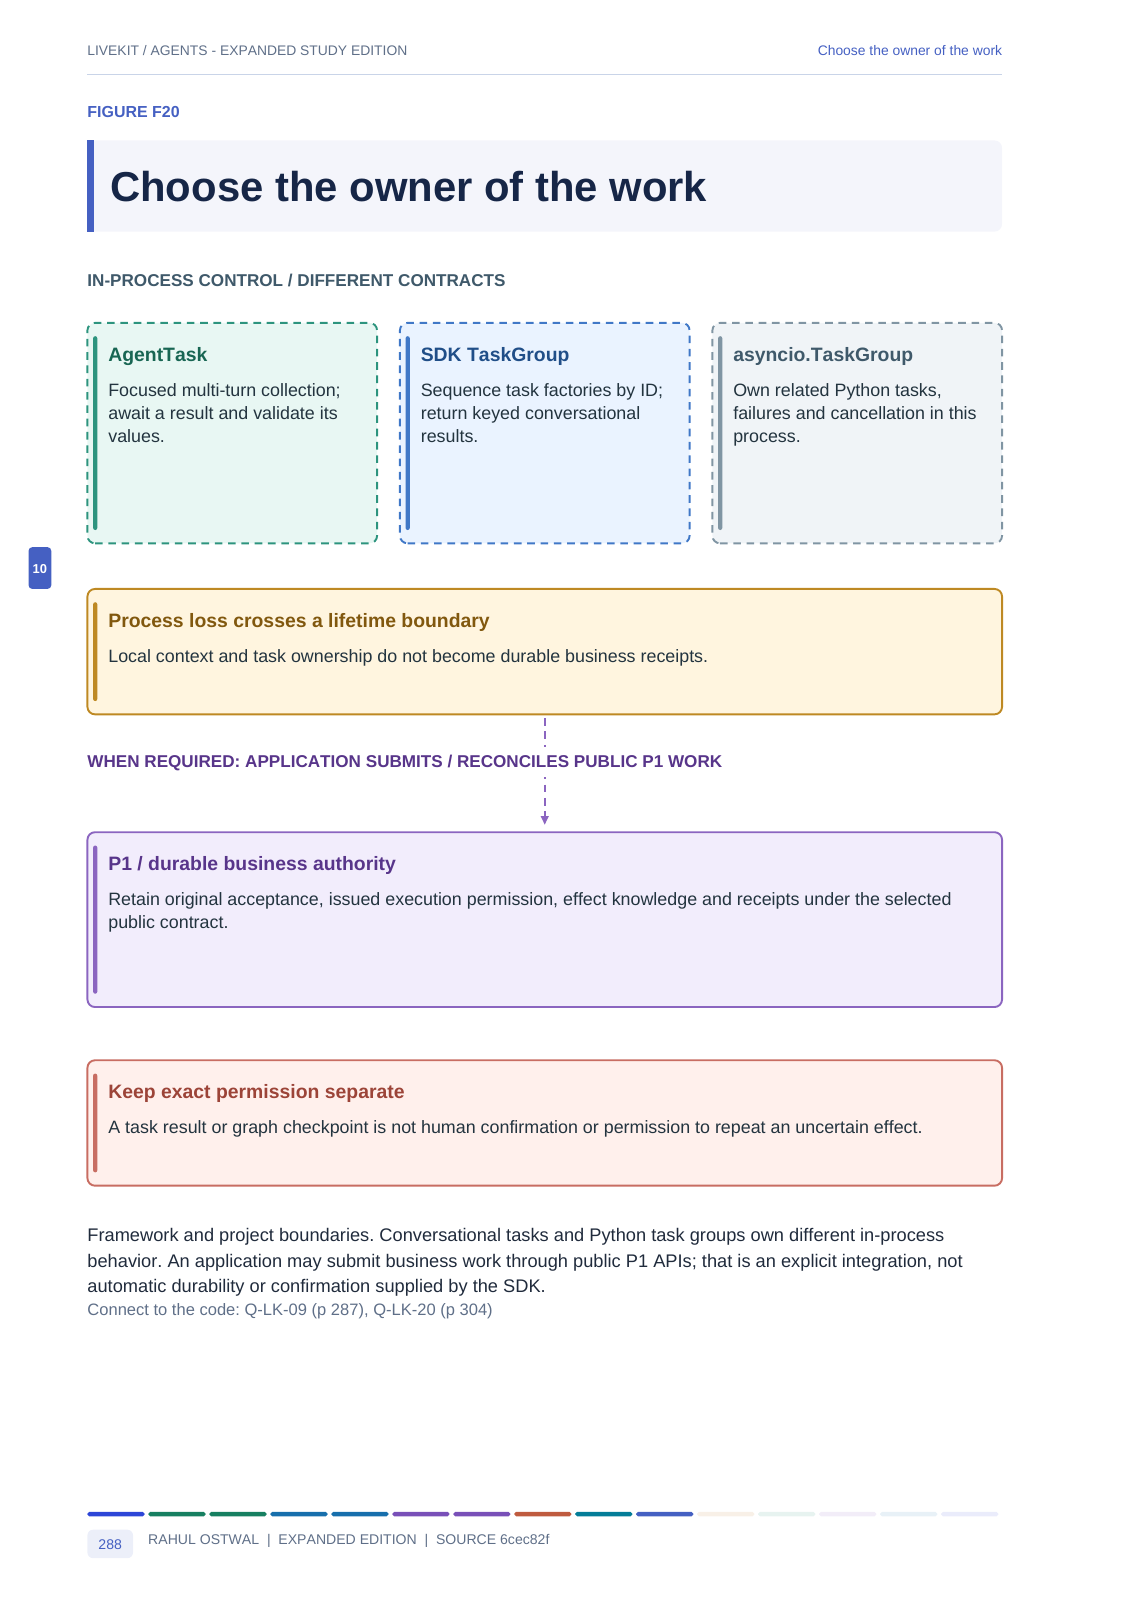 LIVEKIT / AGENTS - EXPANDED STUDY EDITION
Choose the owner of the work
FIGURE F20
Choose the owner of the work
IN-PROCESS CONTROL / DIFFERENT CONTRACTS
AgentTask
Focused multi-turn collection;
await a result and validate its
values.
SDK TaskGroup
Sequence task factories by ID;
return keyed conversational
results.
asyncio.TaskGroup
Own related Python tasks,
failures and cancellation in this
process.
10
Process loss crosses a lifetime boundary
Local context and task ownership do not become durable business receipts.
WHEN REQUIRED: APPLICATION SUBMITS / RECONCILES PUBLIC P1 WORK
P1 / durable business authority
Retain original acceptance, issued execution permission, effect knowledge and receipts under the selected
public contract.
Keep exact permission separate
A task result or graph checkpoint is not human confirmation or permission to repeat an uncertain effect.
Framework and project boundaries. Conversational tasks and Python task groups own different in-process
behavior. An application may submit business work through public P1 APIs; that is an explicit integration, not
automatic durability or confirmation supplied by the SDK.
Connect to the code: Q-LK-09 (p 287), Q-LK-20 (p 304)
288
RAHUL OSTWAL | EXPANDED EDITION | SOURCE 6cec82f